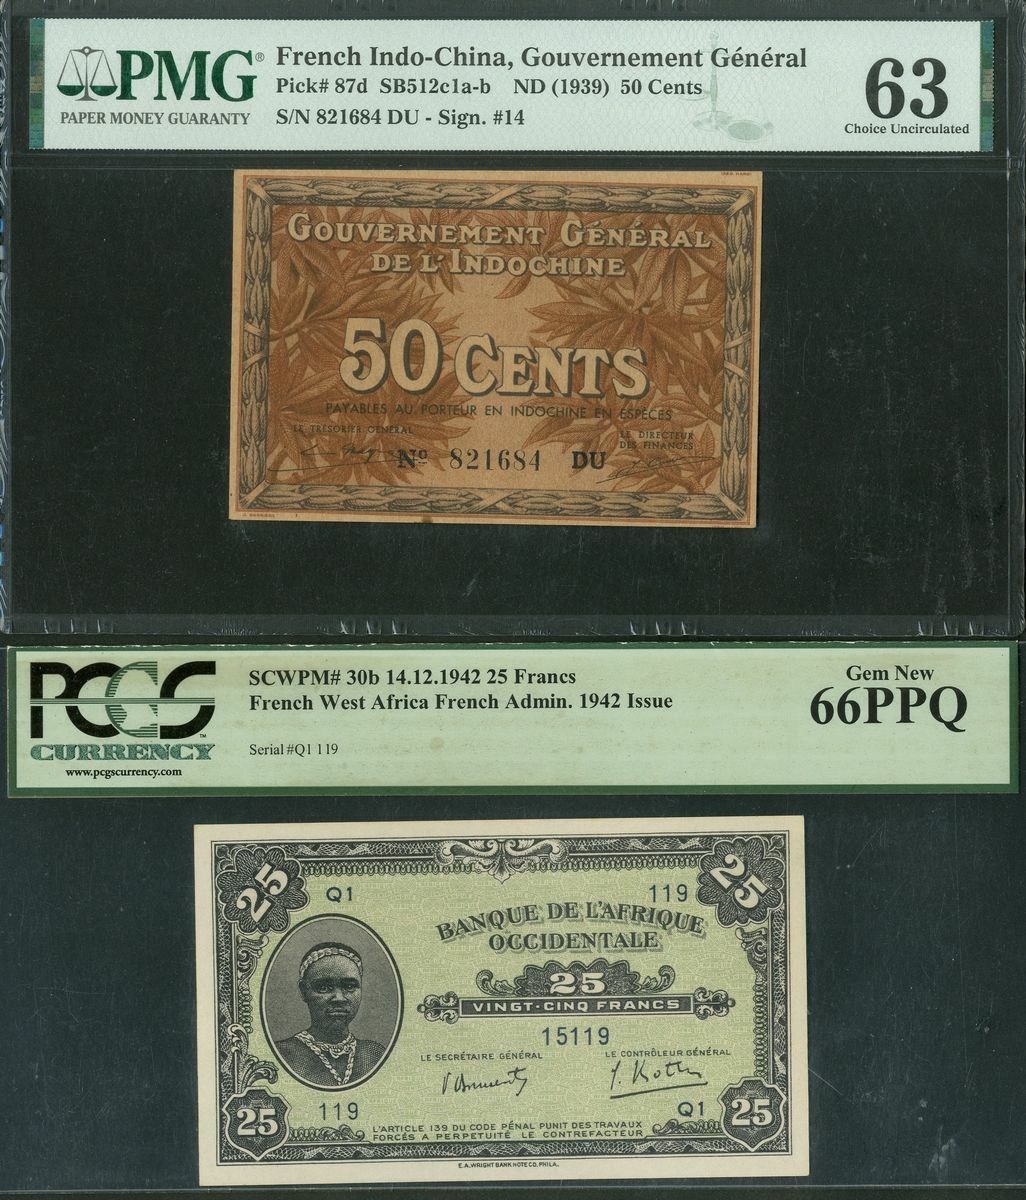 PMG®
PAPER MONEY GUARANTY
French Indo-China, Gouvernement Général
Pick# 87d SB512c1a-b ND (1939) 50 Cents
S/N 821684 DU - Sign. #14
63
Choice Uncirculated
GOUVERNEMENT GÉNÉRAL
DE L'INDOCHINE
50 CENTS
PAYABLES AU PORTEUR EN INDOCHINE EN ESPÈCES
LE TRÉSORIER GÉNÉRAL
LE DIRECTEUR
DES FINANCES
No 821684 DU
PCGS™
CURRENCY
www.pcgscurrency.com
SCWPM# 30b 14.12.1942 25 Francs
French West Africa French Admin. 1942 Issue
Serial #Q1 119
Gem New
66PPQ
25
Q1
119
25
BANQUE DE L'AFRIQUE
OCCIDENTALE
25
VINGT-CINQ FRANCS
15119
LE SECRÉTAIRE GÉNÉRAL
LE CONTRÔLEUR GÉNÉRAL
25
119
Q1
25
L'ARTICLE 139 DU CODE PÉNAL PUNIT DES TRAVAUX
FORCÉS A PERPETUITÉ LE CONTREFACTEUR
E.A.WRIGHT BANK NOTE CO. PHILA.